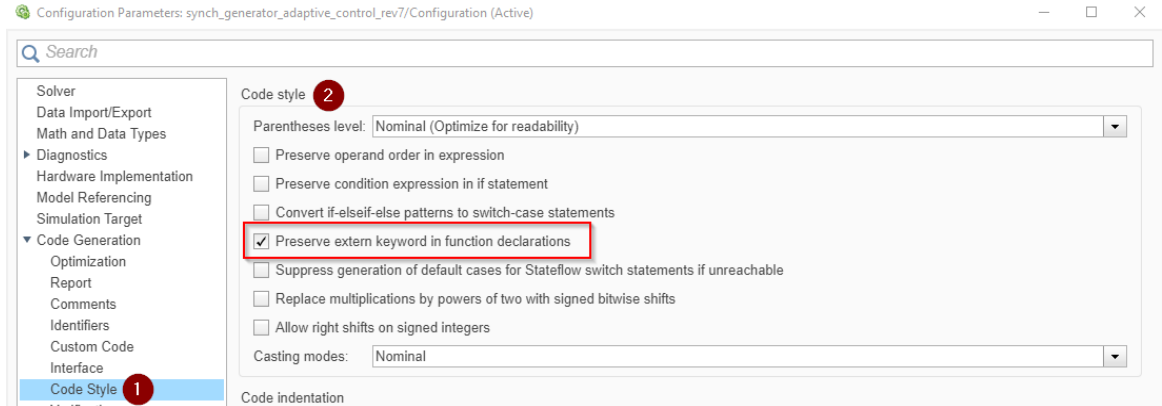 Configuration Parameters: synch_generator_adaptive_control_rev7/Configuration (Active)
Search
Solver
Data Import/Export
Math and Data Types
Diagnostics
Hardware Implementation
Model Referencing
Simulation Target
Code Generation
Optimization
Report
Comments
Identifiers
Custom Code
Interface
Code Style 1
Code style 2
Parentheses level: Nominal (Optimize for readability)
Preserve operand order in expression
Preserve condition expression in if statement
Convert if-elseif-else patterns to switch-case statements
Preserve extern keyword in function declarations
Suppress generation of default cases for Stateflow switch statements if unreachable
Replace multiplications by powers of two with signed bitwise shifts
Allow right shifts on signed integers
Casting modes: Nominal
Code indentation